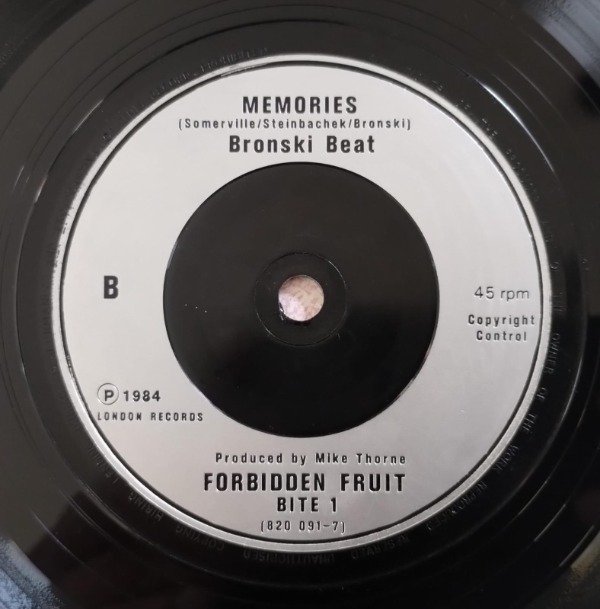 MEMORIES
(Somerville/Steinbachek/Bronski)
Bronski Beat
B
45 rpm
Copyright
Control
Ⓟ 1984
LONDON RECORDS
Produced by Mike Thorne
FORBIDDEN FRUIT
BITE 1
(820 091-7)